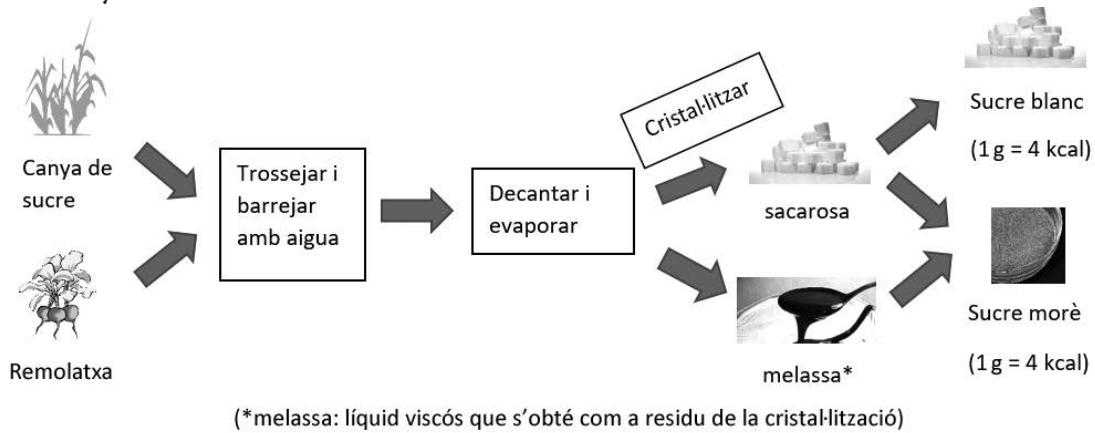 Canya de
sucre
Remolatxa
Trossejar i
barrejar
amb aigua
Decantar i
evaporar
Cristal·litzar
sacarosa
melassa*
Sucre blanc
(1 g = 4 kcal)
Sucre morè
(1 g = 4 kcal)
(*melassa: líquid viscós que s’obté com a residu de la cristal·lització)